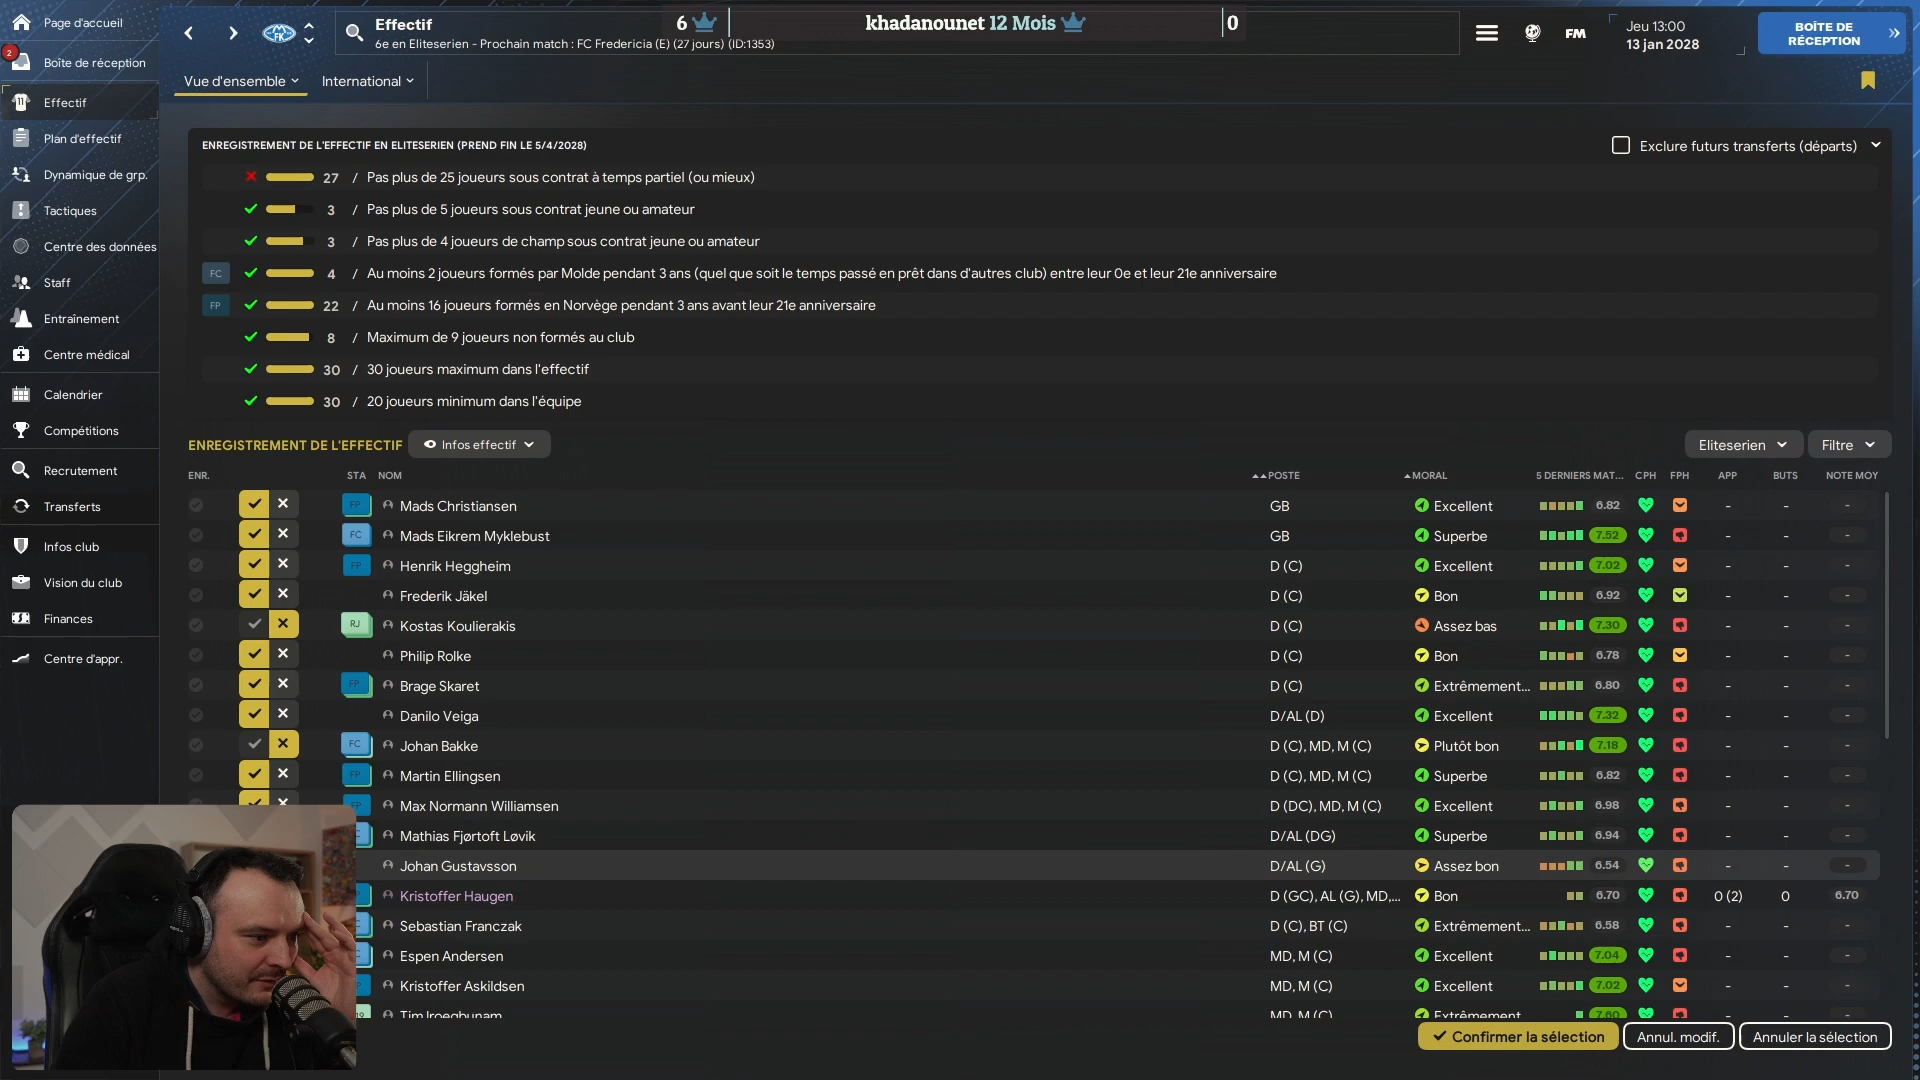 Page d'accueil
2
Boîte de réception
Effectif
Plan d'effectif
Dynamique de grp.
Tactiques
Centre des données
Staff
Entraînement
Centre médical
Calendrier
Compétitions
Recrutement
Transferts
Infos club
Vision du club
Finances
Centre d'appr.
Effectif
6e en Eliteserien - Prochain match : FC Fredericia (E) (27 jours) (ID:1353)
6
khadanounet 12 Mois
0
FM
Jeu 13:00
13 jan 2028
BOÎTE DE
RÉCEPTION
Vue d'ensemble
International
ENREGISTREMENT DE L'EFFECTIF EN ELITESERIEN (PREND FIN LE 5/4/2028)
Exclure futurs transferts (départs)
27 / Pas plus de 25 joueurs sous contrat à temps partiel (ou mieux)
3 / Pas plus de 5 joueurs sous contrat jeune ou amateur
3 / Pas plus de 4 joueurs de champ sous contrat jeune ou amateur
FC 4 / Au moins 2 joueurs formés par Molde pendant 3 ans (quel que soit le temps passé en prêt dans d'autres club) entre leur 0e et leur 21e anniversaire
FP 22 / Au moins 16 joueurs formés en Norvège pendant 3 ans avant leur 21e anniversaire
8 / Maximum de 9 joueurs non formés au club
30 / 30 joueurs maximum dans l'effectif
30 / 20 joueurs minimum dans l'équipe
ENREGISTREMENT DE L'EFFECTIF
Infos effectif
Eliteserien
Filtre
ENR. STA NOM POSTE MORAL 5 DERNIERS MAT... CPH FPH APP BUTS NOTE MOY
FP Mads Christiansen GB Excellent 6.82 - - -
FC Mads Eikrem Myklebust GB Superbe 7.52 - - -
FP Henrik Heggheim D (C) Excellent 7.02 - - -
Frederik Jäkel D (C) Bon 6.92 - - -
RJ Kostas Koulierakis D (C) Assez bas 7.30 - - -
Philip Rolke D (C) Bon 6.78 - - -
FP Brage Skaret D (C) Extrêmement... 6.80 - - -
Danilo Veiga D/AL (D) Excellent 7.32 - - -
FC Johan Bakke D (C), MD, M (C) Plutôt bon 7.18 - - -
FP Martin Ellingsen D (C), MD, M (C) Superbe 6.82 - - -
FP Max Normann Williamsen D (DC), MD, M (C) Excellent 6.98 - - -
Mathias Fjørtoft Løvik D/AL (DG) Superbe 6.94 - - -
Johan Gustavsson D/AL (G) Assez bon 6.54 - - -
Kristoffer Haugen D (GC), AL (G), MD,... Bon 6.70 0 (2) 0 6.70
Sebastian Franczak D (C), BT (C) Extrêmement... 6.58 - - -
Espen Andersen MD, M (C) Excellent 7.04 - - -
Kristoffer Askildsen MD, M (C) Excellent 7.02 - - -
Tim Iroegbunam MD, M (C) Extrêmement 7.60
Confirmer la sélection
Annul. modif.
Annuler la sélection